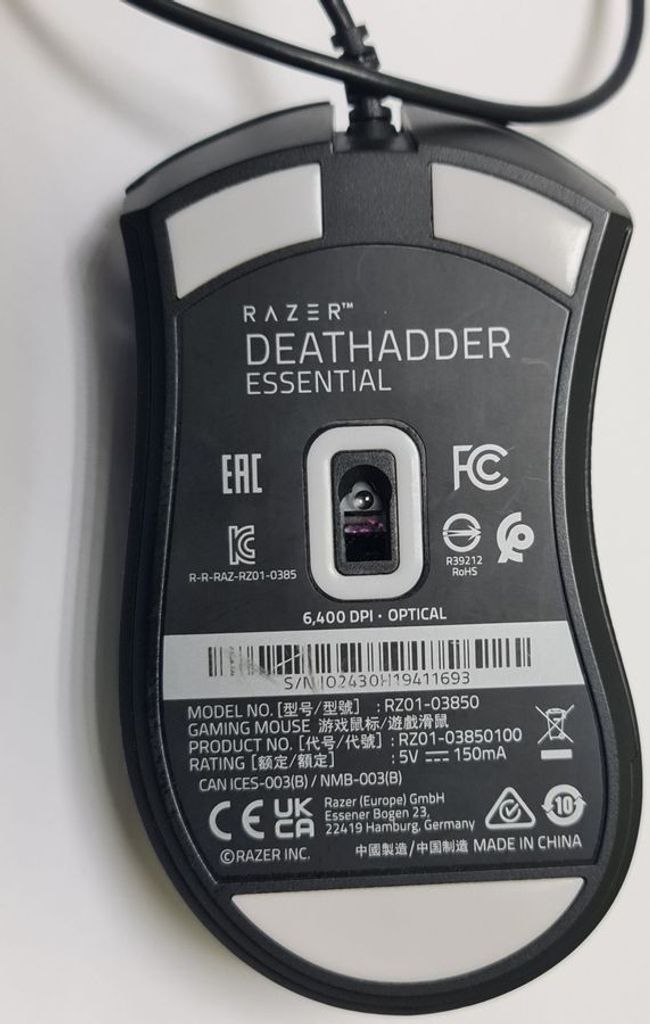 RAZER™
DEATHADDER
ESSENTIAL
EAC
FC
R-R-RAZ-RZ01-0385
R39212
RoHS
6,400 DPI · OPTICAL
S/N IO2430H19411693
MODEL NO. [型号/型號] : RZ01-03850
GAMING MOUSE 游戏鼠标/遊戲滑鼠
PRODUCT NO. [代号/代號] : RZ01-03850100
RATING [额定/額定] : 5V ⎓ 150mA
CAN ICES-003(B) / NMB-003(B)
CE UK CA
Razer (Europe) GmbH
Essener Bogen 23,
22419 Hamburg, Germany
10
©RAZER INC.
中國製造/中国制造 MADE IN CHINA